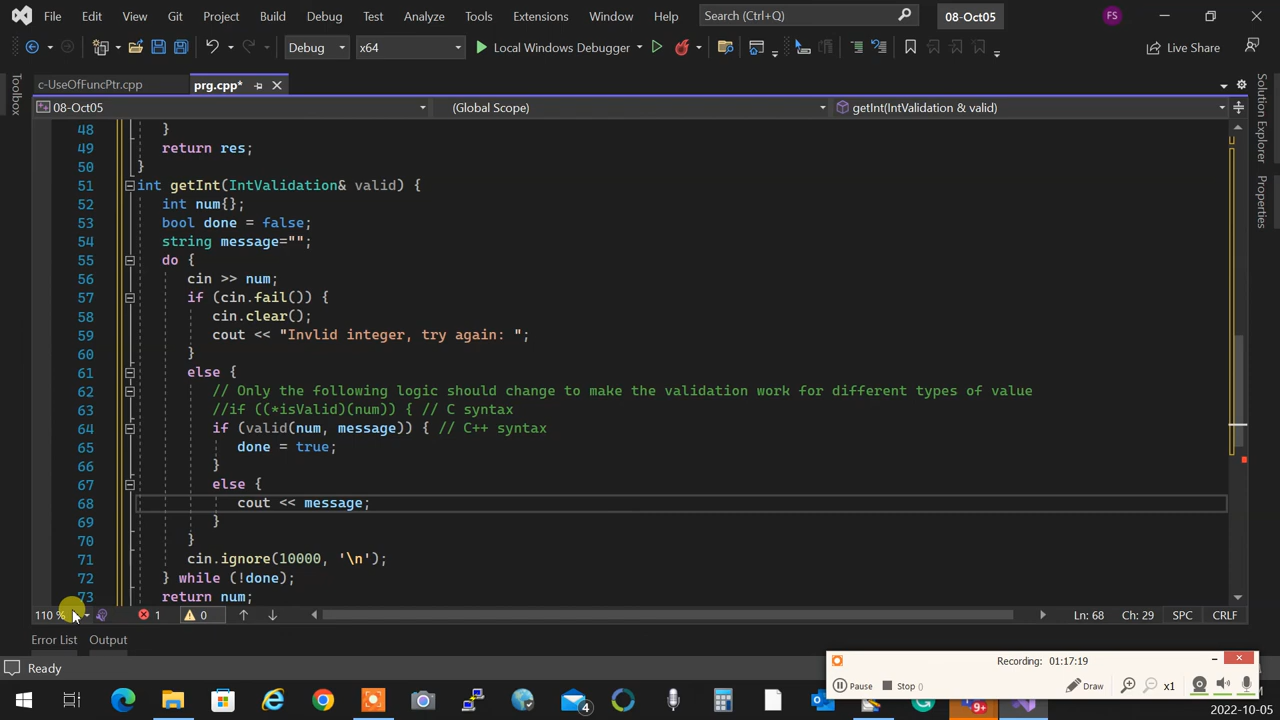 File Edit View Git Project Build Debug Test Analyze Tools Extensions Window Help Search (Ctrl+Q) 08-Oct05 FS
Debug x64 Local Windows Debugger Live Share
Toolbox
c-UseOfFuncPtr.cpp prg.cpp*
08-Oct05 (Global Scope) getInt(IntValidation & valid)
Solution Explorer
Properties
48 }
49 return res;
50 }
51 int getInt(IntValidation& valid) {
52 int num{};
53 bool done = false;
54 string message="";
55 do {
56 cin >> num;
57 if (cin.fail()) {
58 cin.clear();
59 cout << "Invlid integer, try again: ";
60 }
61 else {
62 // Only the following logic should change to make the validation work for different types of value
63 //if ((*isValid)(num)) { // C syntax
64 if (valid(num, message)) { // C++ syntax
65 done = true;
66 }
67 else {
68 cout << message;
69 }
70 }
71 cin.ignore(10000, '\n');
72 } while (!done);
73 return num;
110 % 1 0 Ln: 68 Ch: 29 SPC CRLF
Error List Output
Ready
Recording: 01:17:19
Pause Stop () x1 Draw
4 9+
2022-10-05